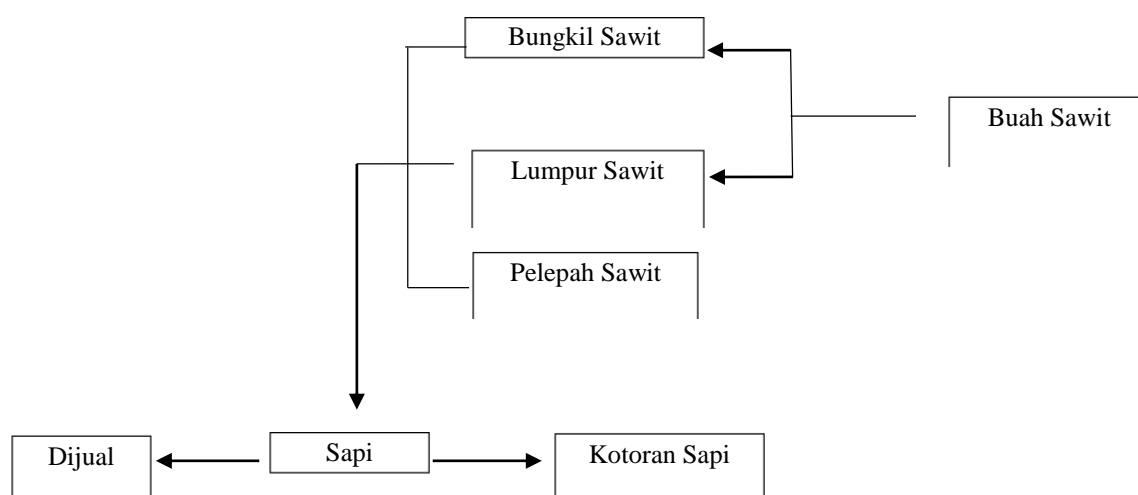 Bungkil Sawit
Buah Sawit
Lumpur Sawit
Pelepah Sawit
Dijual
Sapi
Kotoran Sapi